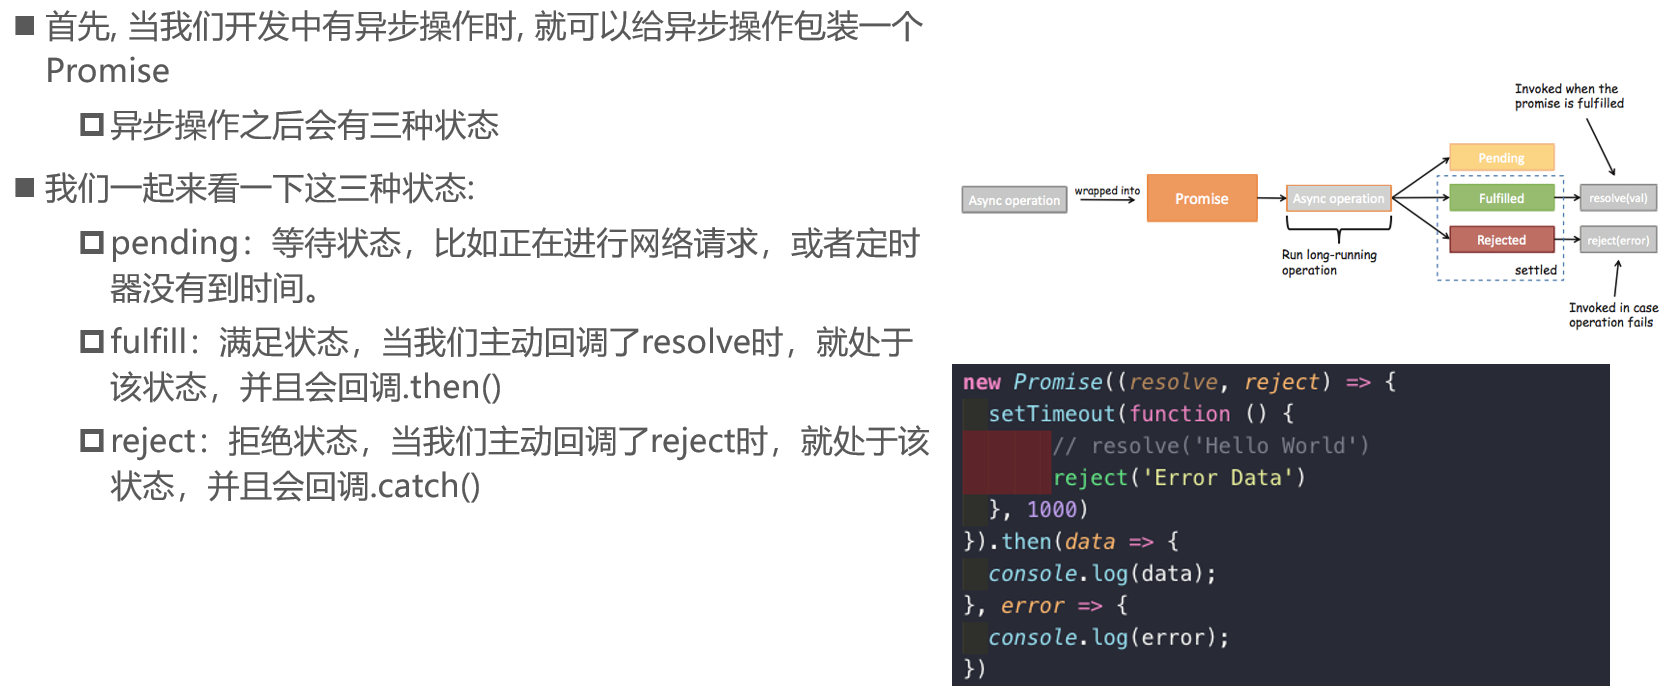 ■ 首先, 当我们开发中有异步操作时, 就可以给异步操作包装一个
Promise
异步操作之后会有三种状态
■ 我们一起来看一下这三种状态:
pending：等待状态，比如正在进行网络请求，或者定时
器没有到时间。
fulfill：满足状态，当我们主动回调了resolve时，就处于
该状态，并且会回调.then()
reject：拒绝状态，当我们主动回调了reject时，就处于该
状态，并且会回调.catch()
Invoked when the
promise is fulfilled
Async operation
wrapped into
Promise
Async operation
Run long-running
operation
Pending
Fulfilled
Rejected
settled
resolve(val)
reject(error)
Invoked in case
operation fails
new Promise((resolve, reject) => {
setTimeout(function () {
// resolve('Hello World')
reject('Error Data')
}, 1000)
}).then(data => {
console.log(data);
}, error => {
console.log(error);
})